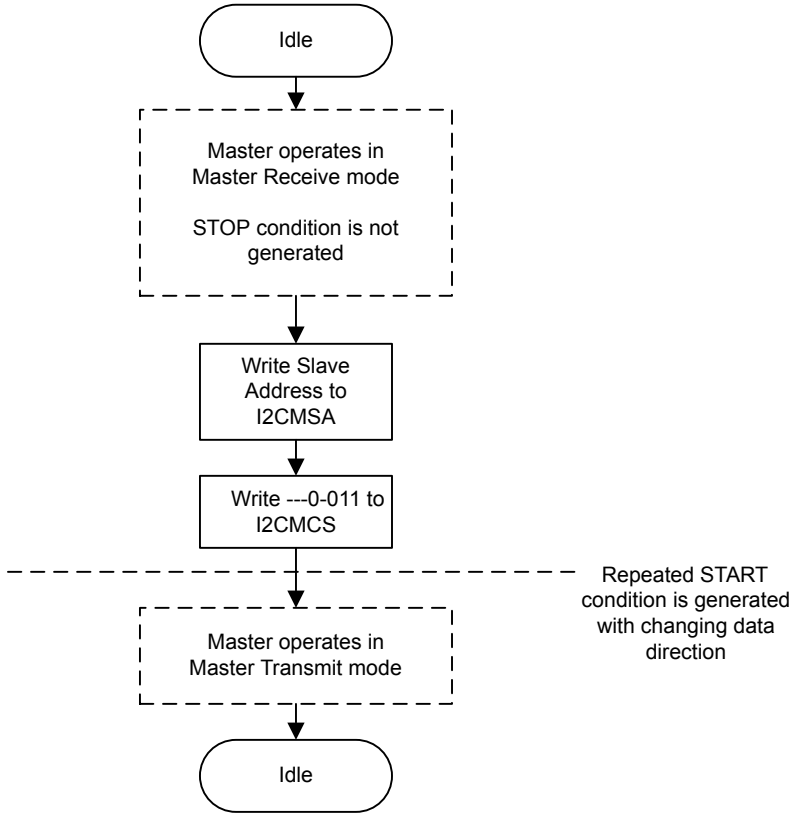 Idle
Master operates in
Master Receive mode
STOP condition is not
generated
Write Slave
Address to
I2CMSA
Write ---0-011 to
I2CMCS
Repeated START
condition is generated
with changing data
direction
Master operates in
Master Transmit mode
Idle